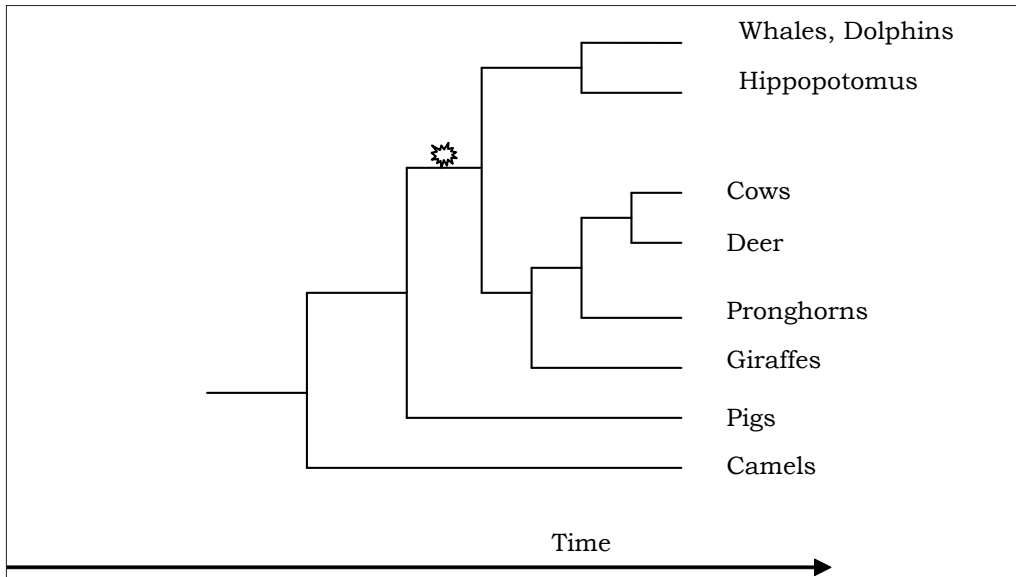 Whales, Dolphins
Hippopotomus
Cows
Deer
Pronghorns
Giraffes
Pigs
Camels
Time